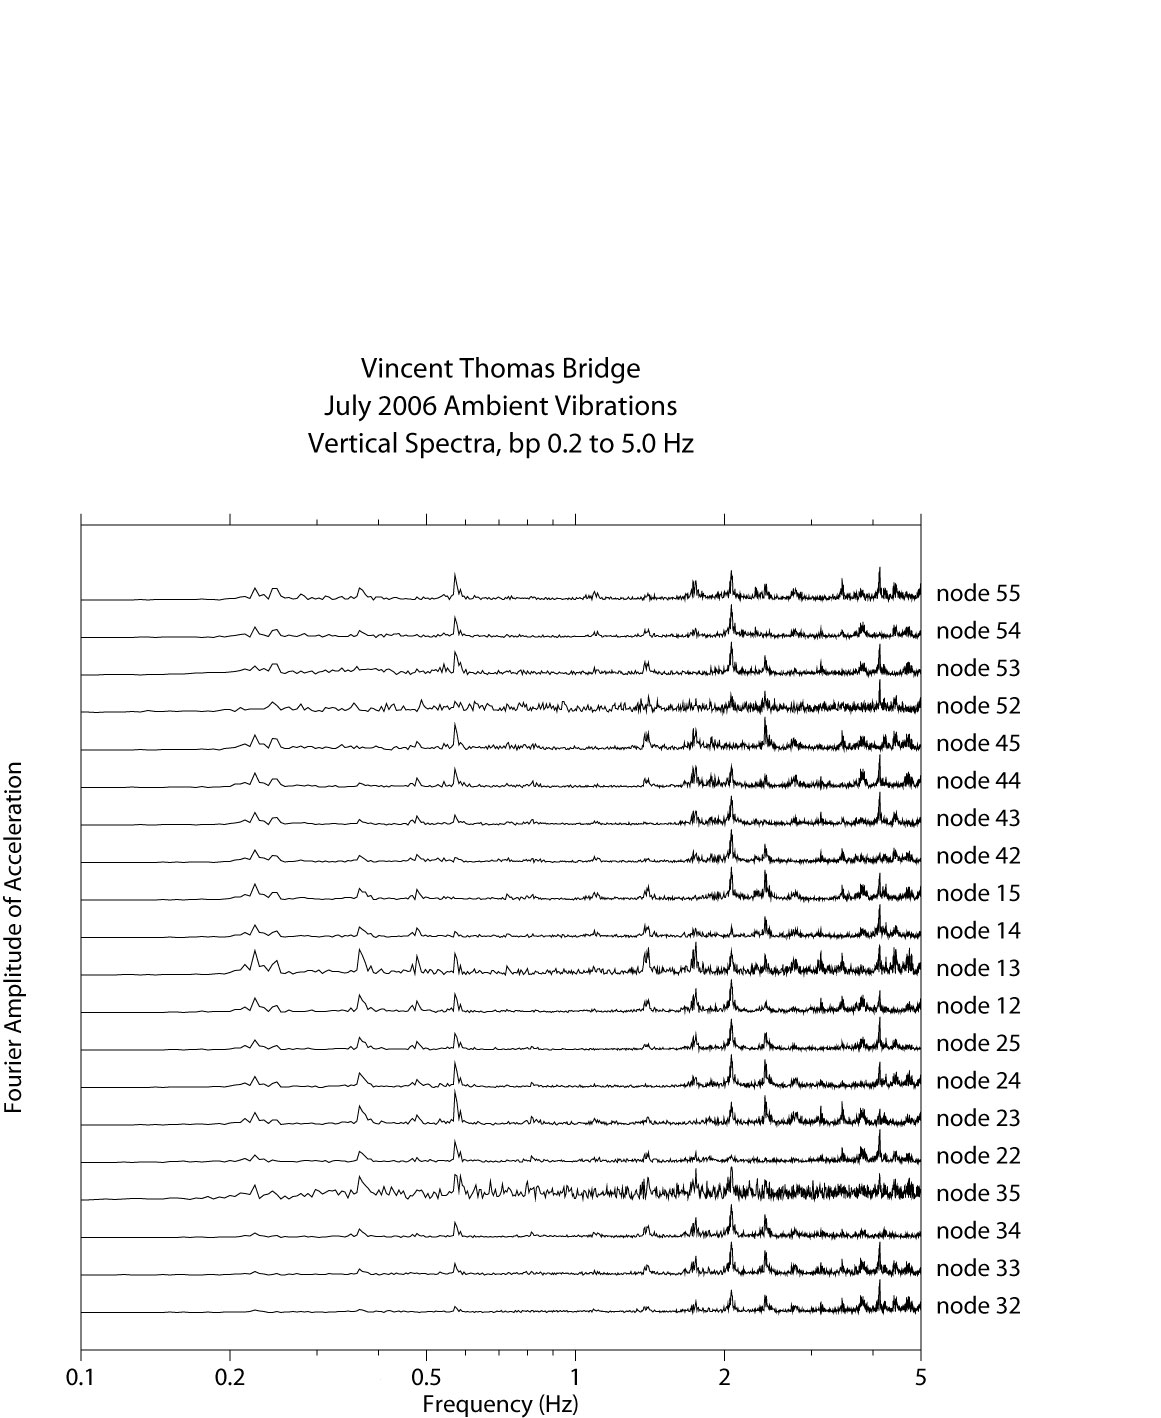 Vincent Thomas Bridge
July 2006 Ambient Vibrations
Vertical Spectra, bp 0.2 to 5.0 Hz
Fourier Amplitude of Acceleration
node 55
node 54
node 53
node 52
node 45
node 44
node 43
node 42
node 15
node 14
node 13
node 12
node 25
node 24
node 23
node 22
node 35
node 34
node 33
node 32
0.1 0.2 0.5 1 2 5
Frequency (Hz)